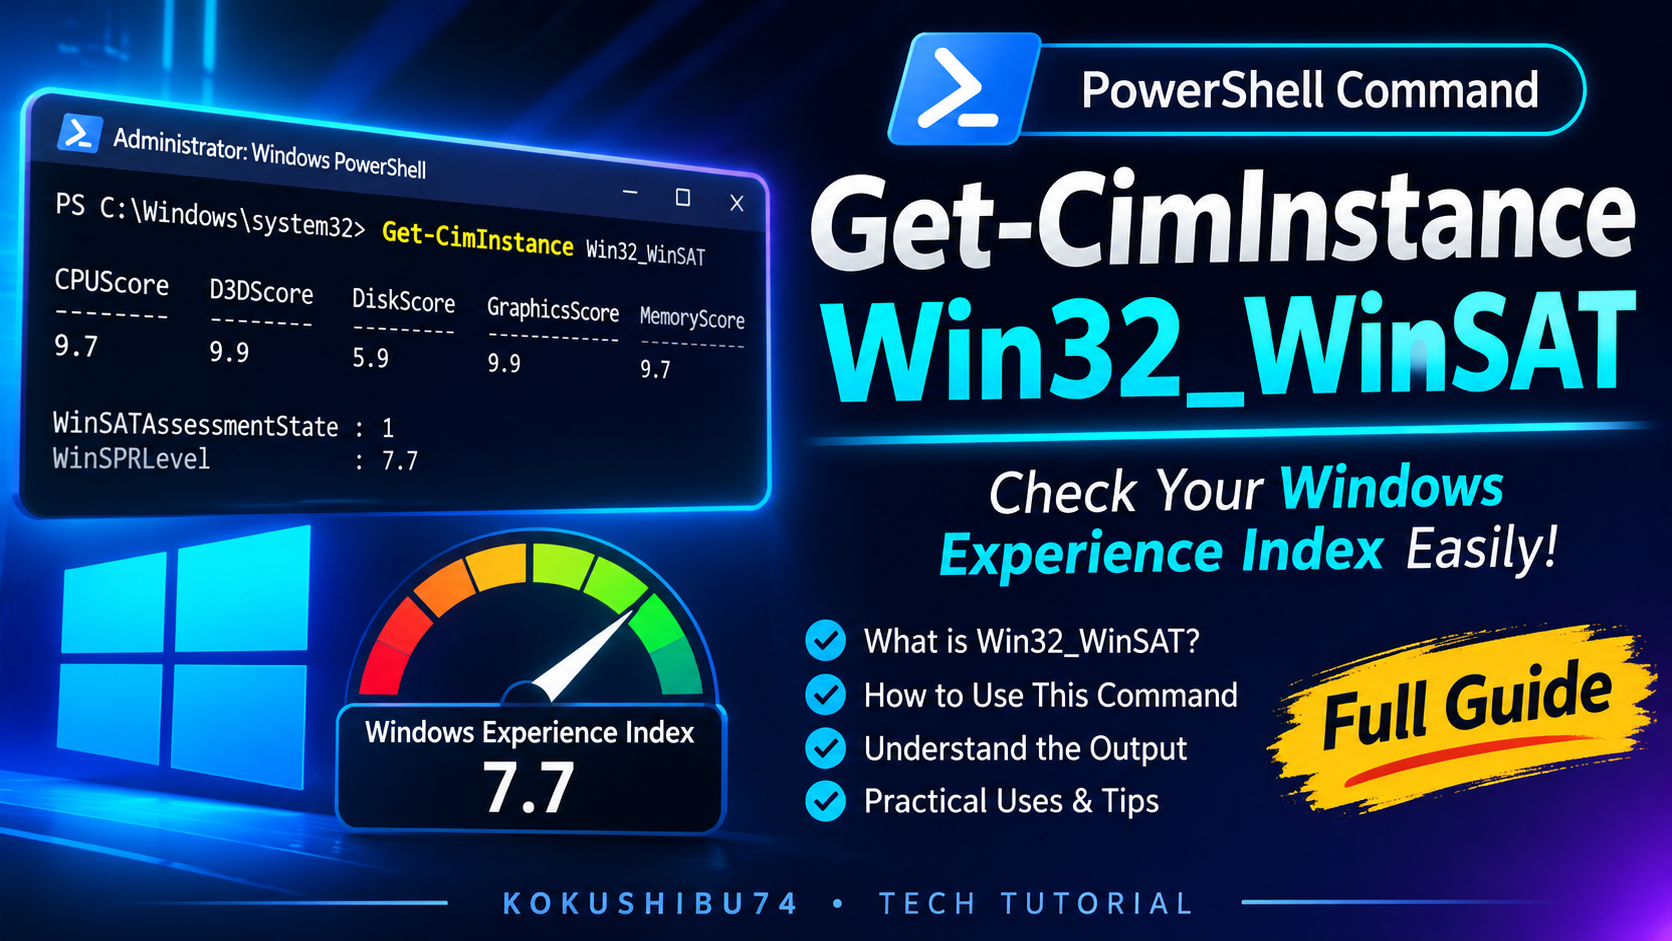 PowerShell Command
Get-CimInstance
Win32_WinSAT
Check Your Windows
Experience Index Easily!
What is Win32_WinSAT?
How to Use This Command
Understand the Output
Practical Uses & Tips
Full Guide
Administrator: Windows PowerShell
PS C:\Windows\system32> Get-CimInstance Win32_WinSAT
CPUScore D3DScore DiskScore GraphicsScore MemoryScore
-------- -------- --------- ------------- -----------
9.7 9.9 5.9 9.9 9.7
WinSATAssessmentState : 1
WinSPRLevel : 7.7
Windows Experience Index
7.7
KOKUSHIBU74 • TECH TUTORIAL